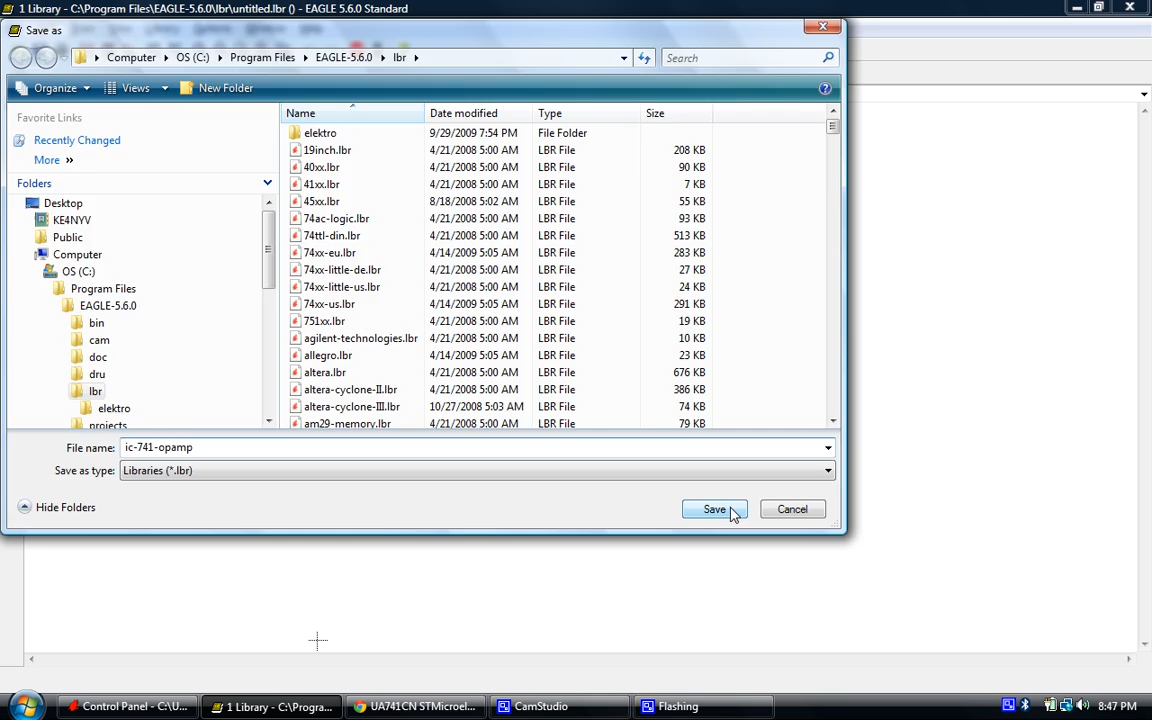 1 Library - C:\Program Files\EAGLE-5.6.0\lbr\untitled.lbr () - EAGLE 5.6.0 Standard
Save as
Computer OS (C:) Program Files EAGLE-5.6.0 lbr Search
Organize Views New Folder
Favorite Links
Recently Changed
More »
Folders
Desktop
KE4NYV
Public
Computer
OS (C:)
Program Files
EAGLE-5.6.0
bin
cam
doc
dru
lbr
elektro
projects
Name Date modified Type Size
elektro 9/29/2009 7:54 PM File Folder
19inch.lbr 4/21/2008 5:00 AM LBR File 208 KB
40xx.lbr 4/21/2008 5:00 AM LBR File 90 KB
41xx.lbr 4/21/2008 5:00 AM LBR File 7 KB
45xx.lbr 8/18/2008 5:02 AM LBR File 55 KB
74ac-logic.lbr 4/21/2008 5:00 AM LBR File 93 KB
74ttl-din.lbr 4/21/2008 5:00 AM LBR File 513 KB
74xx-eu.lbr 4/14/2009 5:05 AM LBR File 283 KB
74xx-little-de.lbr 4/21/2008 5:00 AM LBR File 27 KB
74xx-little-us.lbr 4/21/2008 5:00 AM LBR File 24 KB
74xx-us.lbr 4/14/2009 5:05 AM LBR File 291 KB
751xx.lbr 4/21/2008 5:00 AM LBR File 19 KB
agilent-technologies.lbr 4/21/2008 5:00 AM LBR File 10 KB
allegro.lbr 4/14/2009 5:05 AM LBR File 23 KB
altera.lbr 4/21/2008 5:00 AM LBR File 676 KB
altera-cyclone-II.lbr 4/21/2008 5:00 AM LBR File 386 KB
altera-cyclone-III.lbr 10/27/2008 5:03 AM LBR File 74 KB
am29-memory.lbr 4/21/2008 5:00 AM LBR File 79 KB
File name: ic-741-opamp
Save as type: Libraries (*.lbr)
Hide Folders Save Cancel
Control Panel - C:\U... 1 Library - C:\Progra... UA741CN STMicroel... CamStudio Flashing 8:47 PM